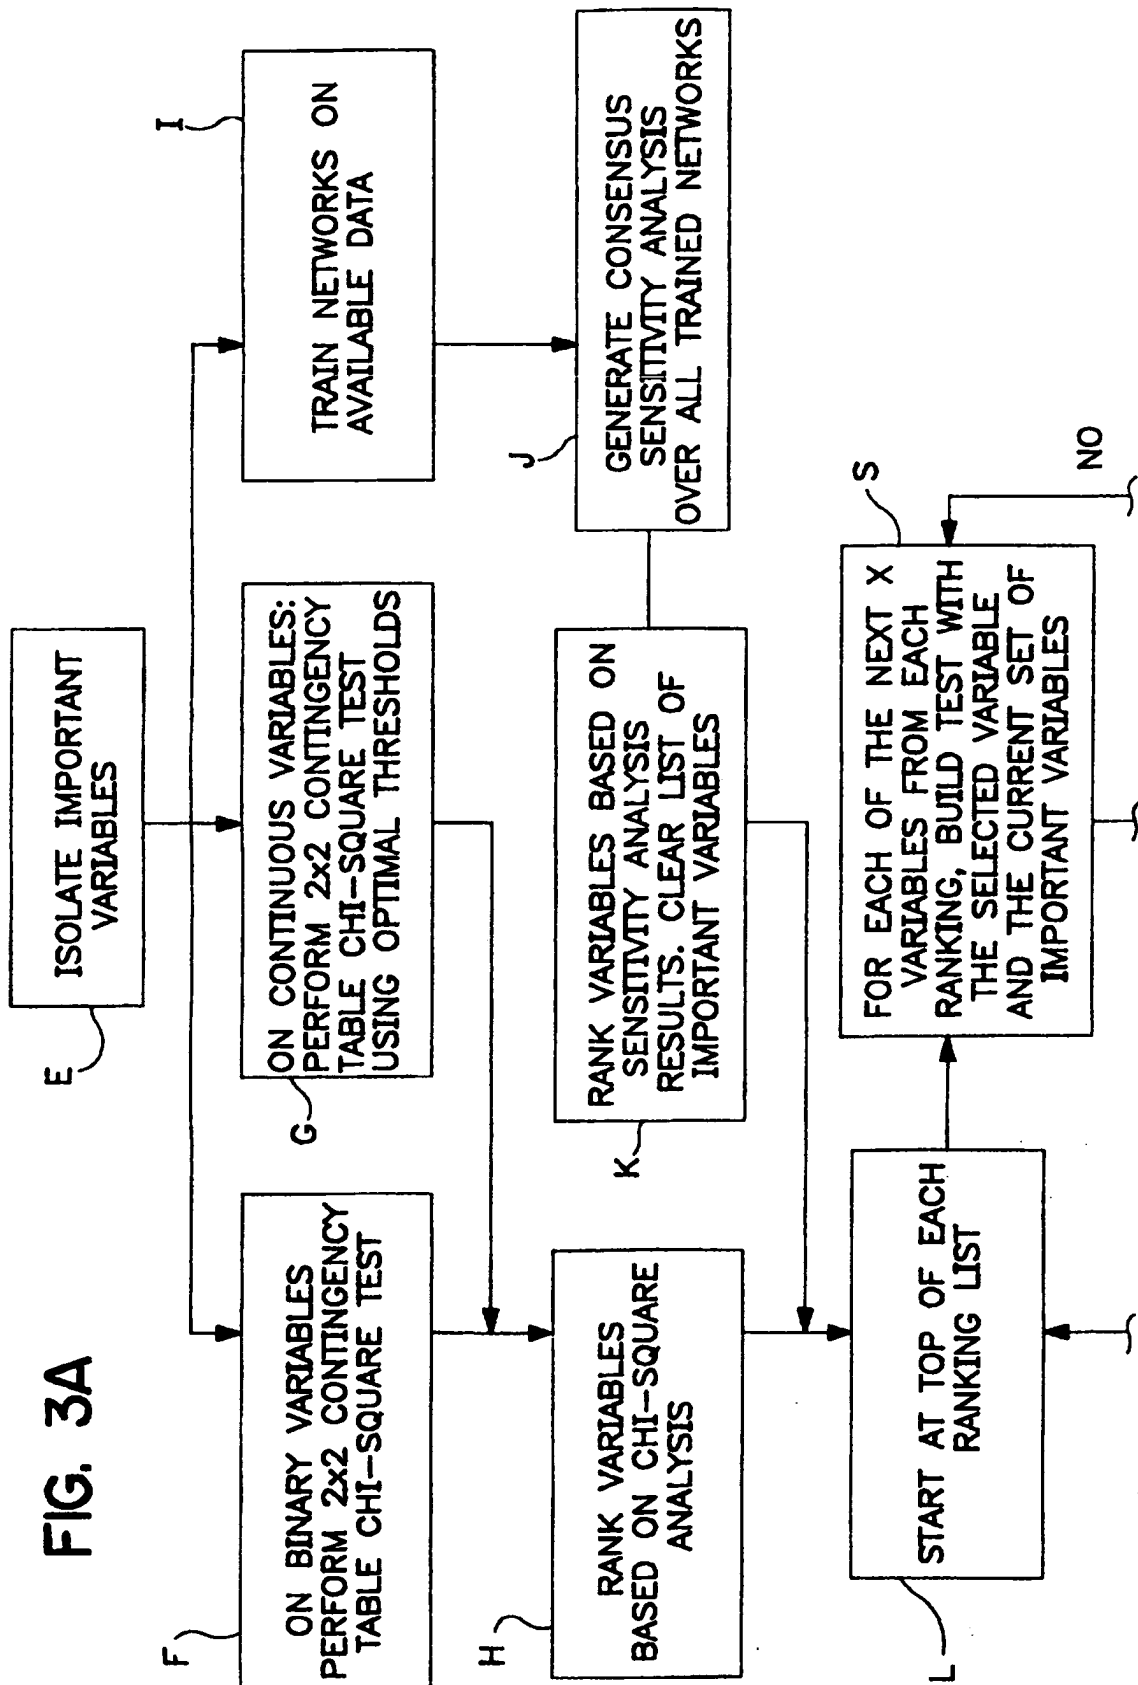 FIG. 3A
E
ISOLATE IMPORTANT
VARIABLES
F
ON BINARY VARIABLES
PERFORM 2x2 CONTINGENCY
TABLE CHI-SQUARE TEST
G
ON CONTINUOUS VARIABLES:
PERFORM 2x2 CONTINGENCY
TABLE CHI-SQUARE TEST
USING OPTIMAL THRESHOLDS
I
TRAIN NETWORKS ON
AVAILABLE DATA
H
RANK VARIABLES
BASED ON CHI-SQUARE
ANALYSIS
K
RANK VARIABLES BASED ON
SENSITIVITY ANALYSIS
RESULTS. CLEAR LIST OF
IMPORTANT VARIABLES
J
GENERATE CONSENSUS
SENSITIVITY ANALYSIS
OVER ALL TRAINED NETWORKS
L
START AT TOP OF EACH
RANKING LIST
S
FOR EACH OF THE NEXT X
VARIABLES FROM EACH
RANKING, BUILD TEST WITH
THE SELECTED VARIABLE
AND THE CURRENT SET OF
IMPORTANT VARIABLES
NO